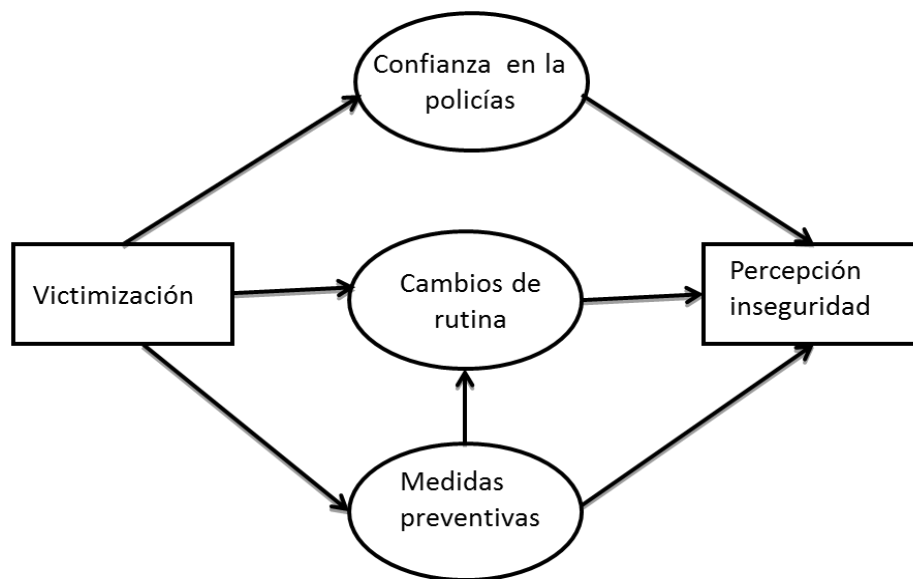 Confianza en la
policías
Victimización
Cambios de
rutina
Percepción
inseguridad
Medidas
preventivas